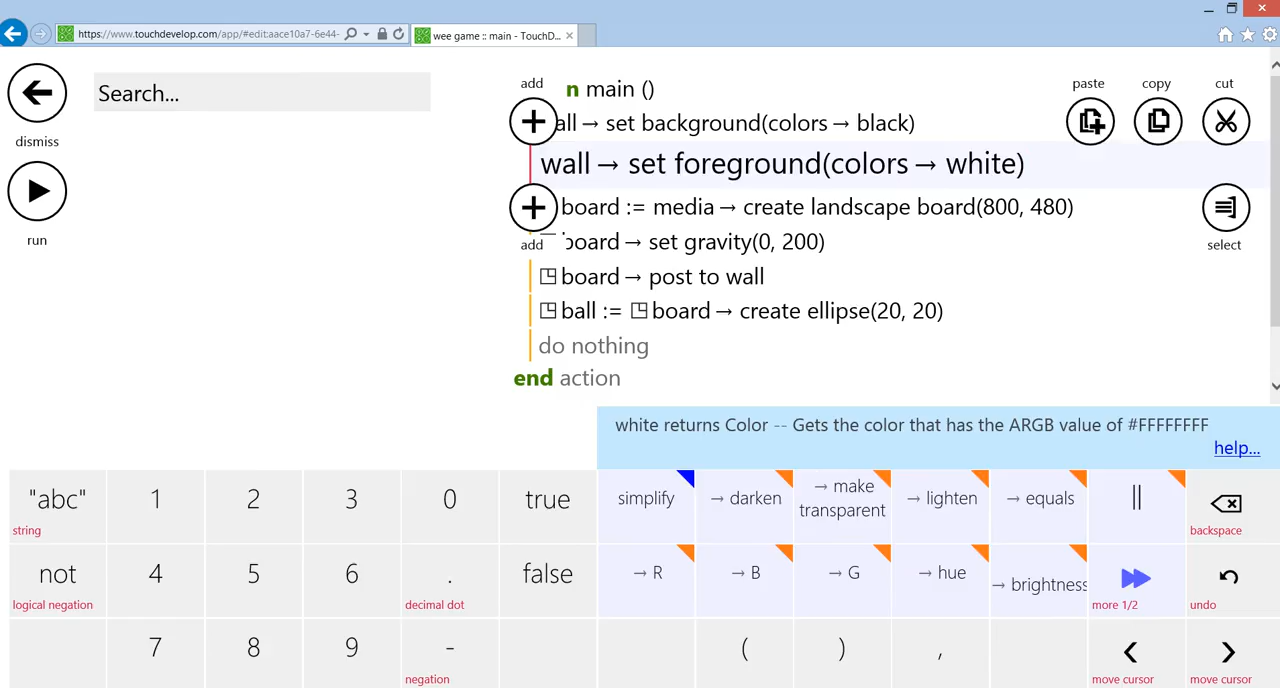 https://www.touchdevelop.com/app/#edit:aace10a7-6e44-
wee game :: main - TouchD...
dismiss
run
Search...
add
n main ()
all → set background(colors → black)
wall → set foreground(colors → white)
board := media → create landscape board(800, 480)
add
board → set gravity(0, 200)
board → post to wall
ball := board → create ellipse(20, 20)
do nothing
end action
paste
copy
cut
select
white returns Color -- Gets the color that has the ARGB value of #FFFFFFFF
help...
"abc" 1 2 3 0 true simplify → darken → make transparent → lighten → equals ||
string
backspace
not 4 5 6 . false → R → B → G → hue → brightness
logical negation
decimal dot
more 1/2
undo
7 8 9 - ( ) , < >
negation
move cursor
move cursor